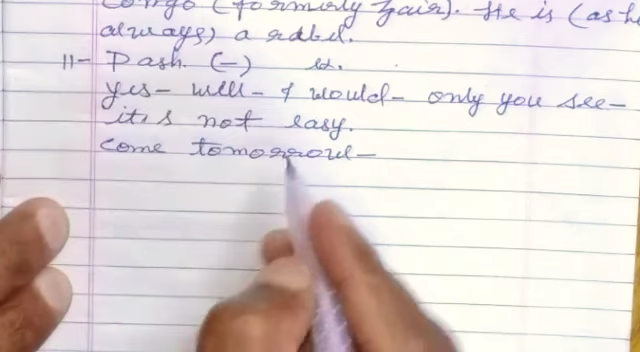 Congo (formerly Zair). He is (as he
always) a rebel.
11- Dash. (-) ex.
Yes- well- I would- only you see-
it's not easy.
Come tomorrow-